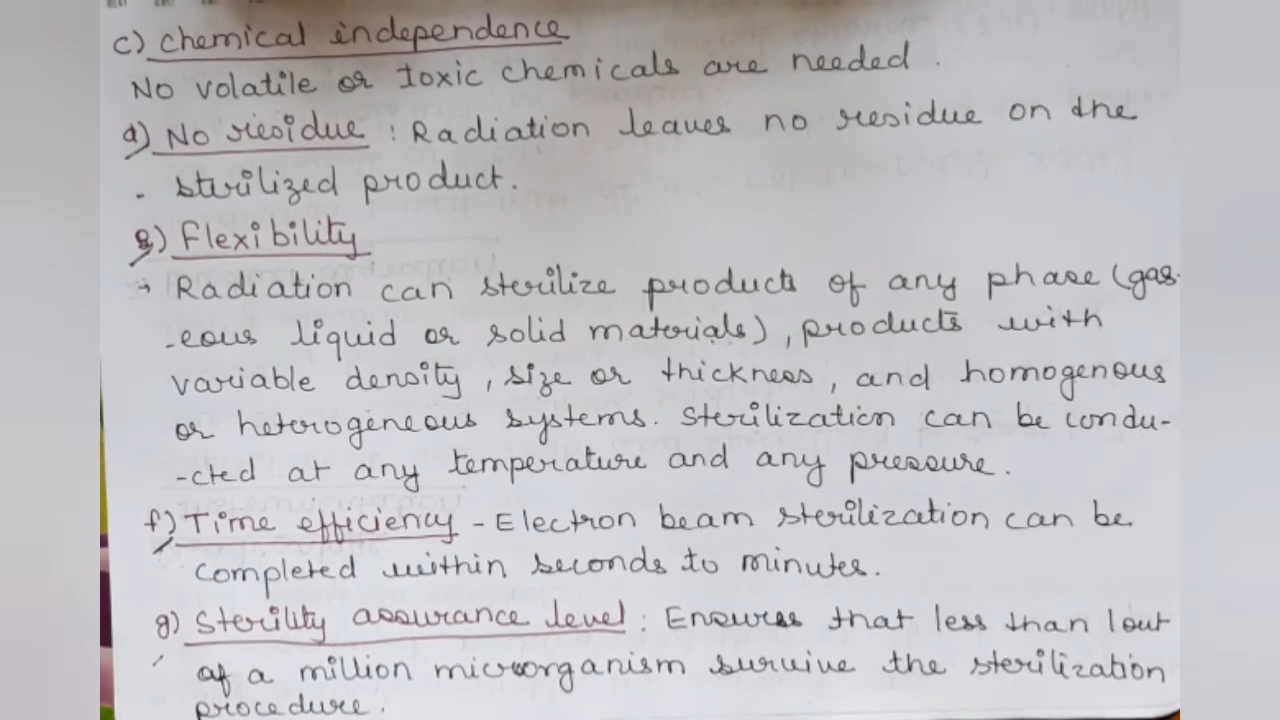 c) chemical independence
No volatile or toxic chemicals are needed.
d) No residue : Radiation leaves no residue on the
sterilized product.
e) Flexibility
→ Radiation can sterilize products of any phase (gas-
-eous liquid or solid materials), products with
variable density, size or thickness, and homogenous
or heterogeneous systems. Sterilization can be condu-
-cted at any temperature and any pressure.
f) Time efficiency - Electron beam sterilization can be
completed within seconds to minutes.
g) Sterility assurance level : Ensures that less than 1 out
of a million microorganism survive the sterilization
procedure.